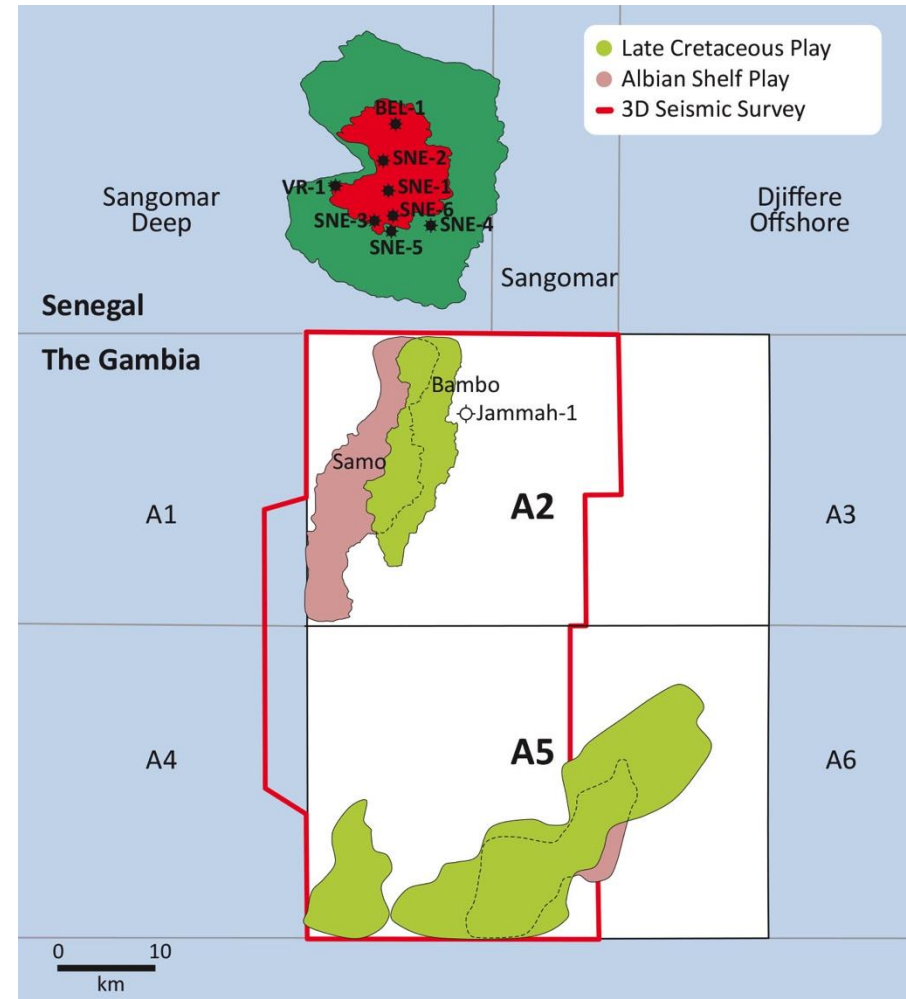 Late Cretaceous Play
Albian Shelf Play
3D Seismic Survey
BEL-1
SNE-2
VR-1
SNE-1
SNE-6
SNE-3
SNE-4
SNE-5
Sangomar
Deep
Djiffere
Offshore
Sangomar
Senegal
The Gambia
Bambo
Jammah-1
Samo
A1
A2
A3
A4
A5
A6
0 10
km